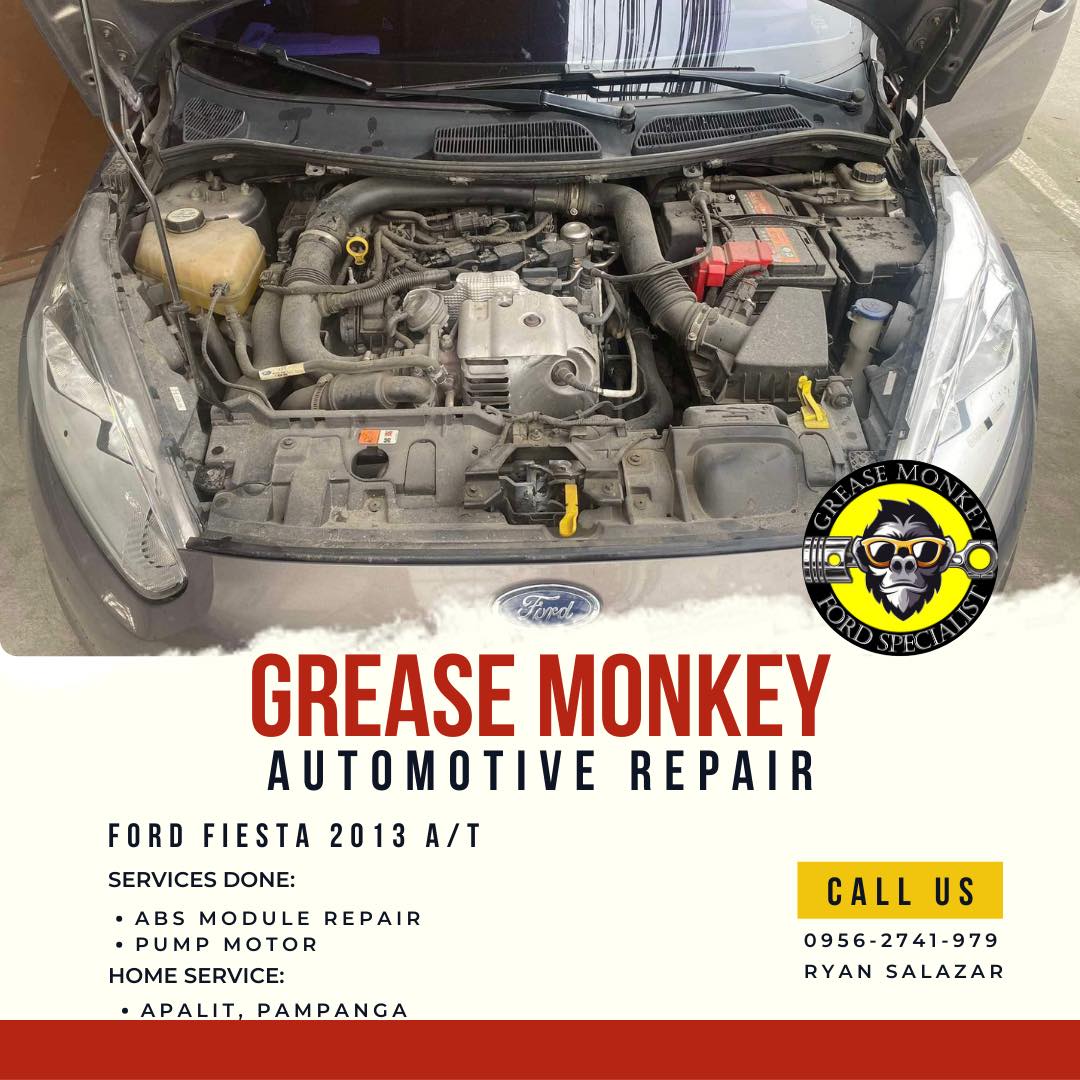 Ford
GREASE MONKEY
FORD SPECIALIST
GREASE MONKEY
AUTOMOTIVE REPAIR
FORD FIESTA 2013 A/T
SERVICES DONE:
• ABS MODULE REPAIR
• PUMP MOTOR
HOME SERVICE:
• APALIT, PAMPANGA
CALL US
0956-2741-979
RYAN SALAZAR